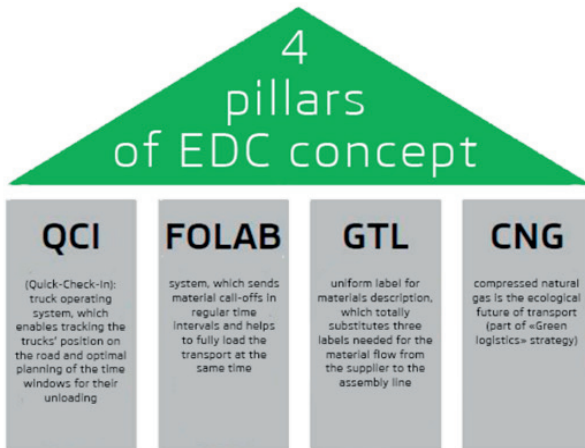 4
pillars
of EDC concept
QCI
(Quick-Check-In):
truck operating
system, which
enables tracking the
trucks' position on
the road and optimal
planning of the time
windows for their
unloading
FOLAB
system, which sends
material call-offs in
regular time
intervals and helps
to fully load the
transport at the
same time
GTL
uniform label for
materials description,
which totally
substitutes three
labels needed for the
material flow from
the supplier to the
assembly line
CNG
compressed natural
gas is the ecological
future of transport
(part of «Green
logistics» strategy)